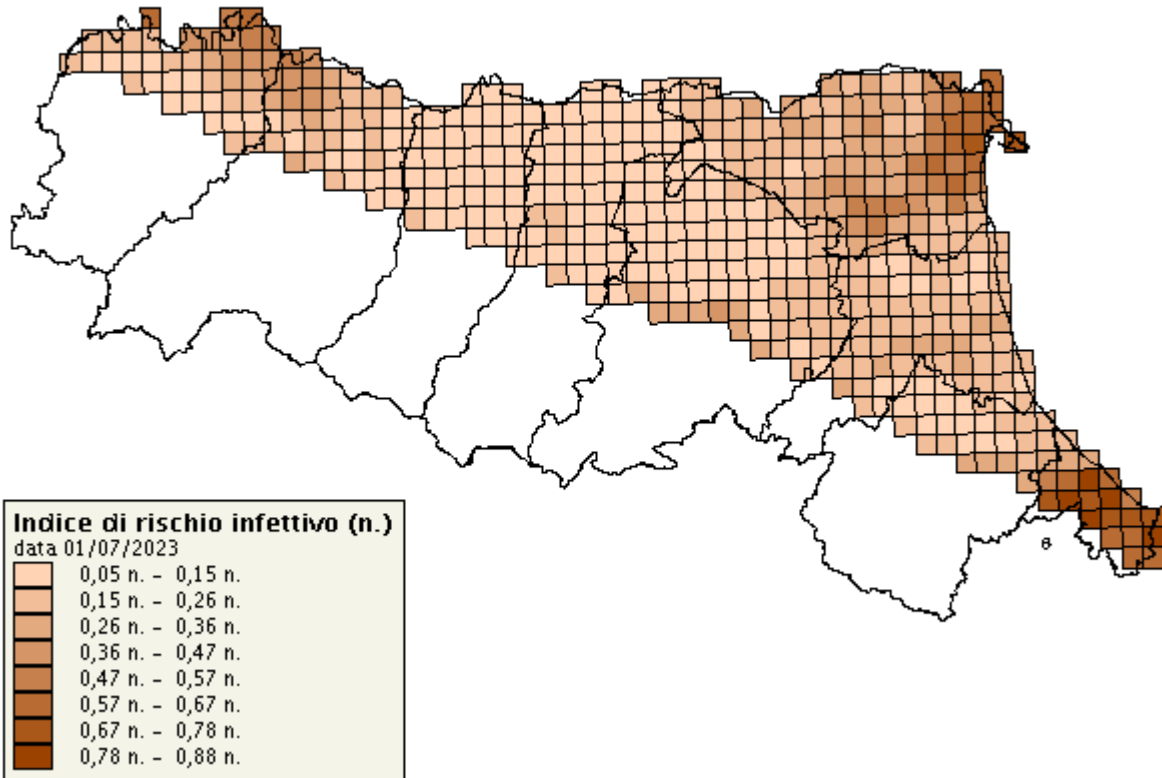 Indice di rischio infettivo (n.)
data 01/07/2023
0,05 n. - 0,15 n.
0,15 n. - 0,26 n.
0,26 n. - 0,36 n.
0,36 n. - 0,47 n.
0,47 n. - 0,57 n.
0,57 n. - 0,67 n.
0,67 n. - 0,78 n.
0,78 n. - 0,88 n.